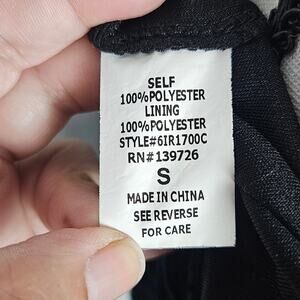 SELF
100%POLYESTER
LINING
100%POLYESTER
STYLE#6IR1700C
RN#139726
S
MADE IN CHINA
SEE REVERSE
FOR CARE